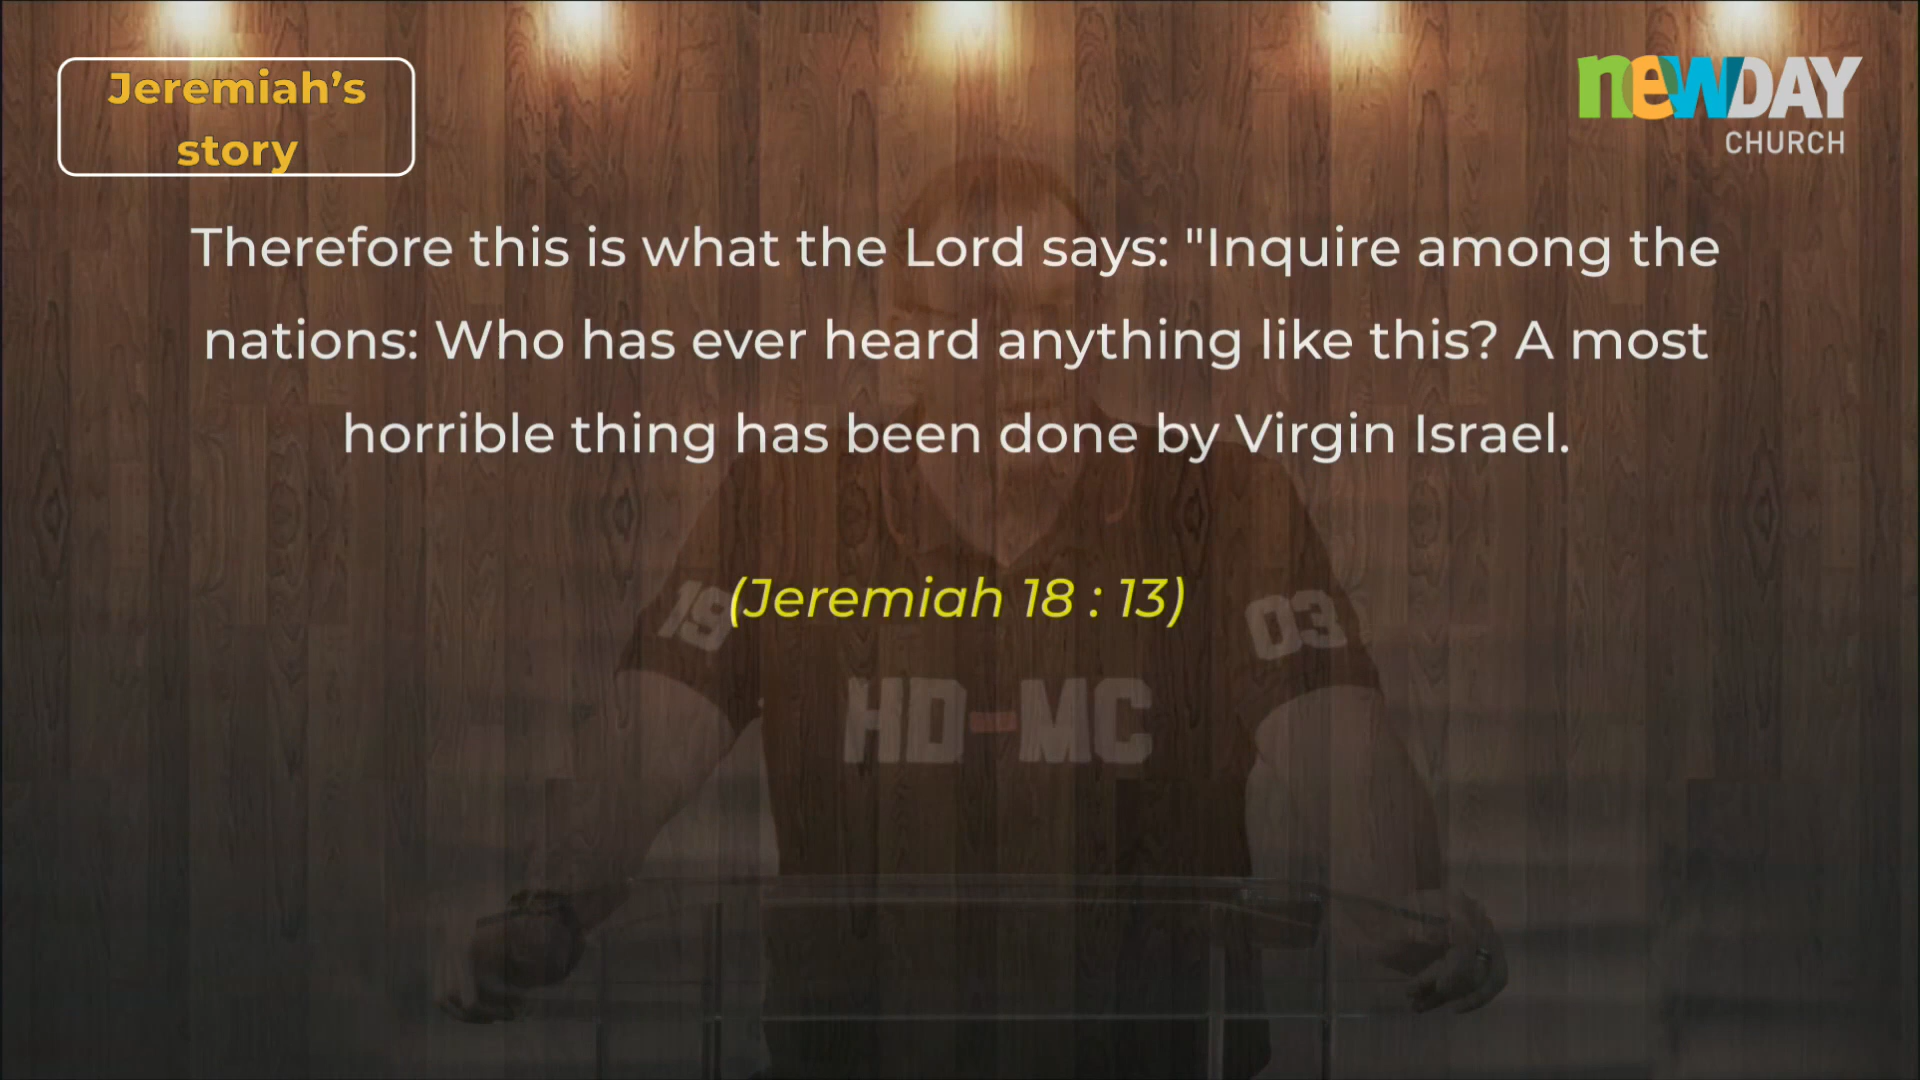 Jeremiah's
story
newDAY
CHURCH
Therefore this is what the Lord says: "Inquire among the
nations: Who has ever heard anything like this? A most
horrible thing has been done by Virgin Israel.
(Jeremiah 18 : 13)
19
03
HD-MC